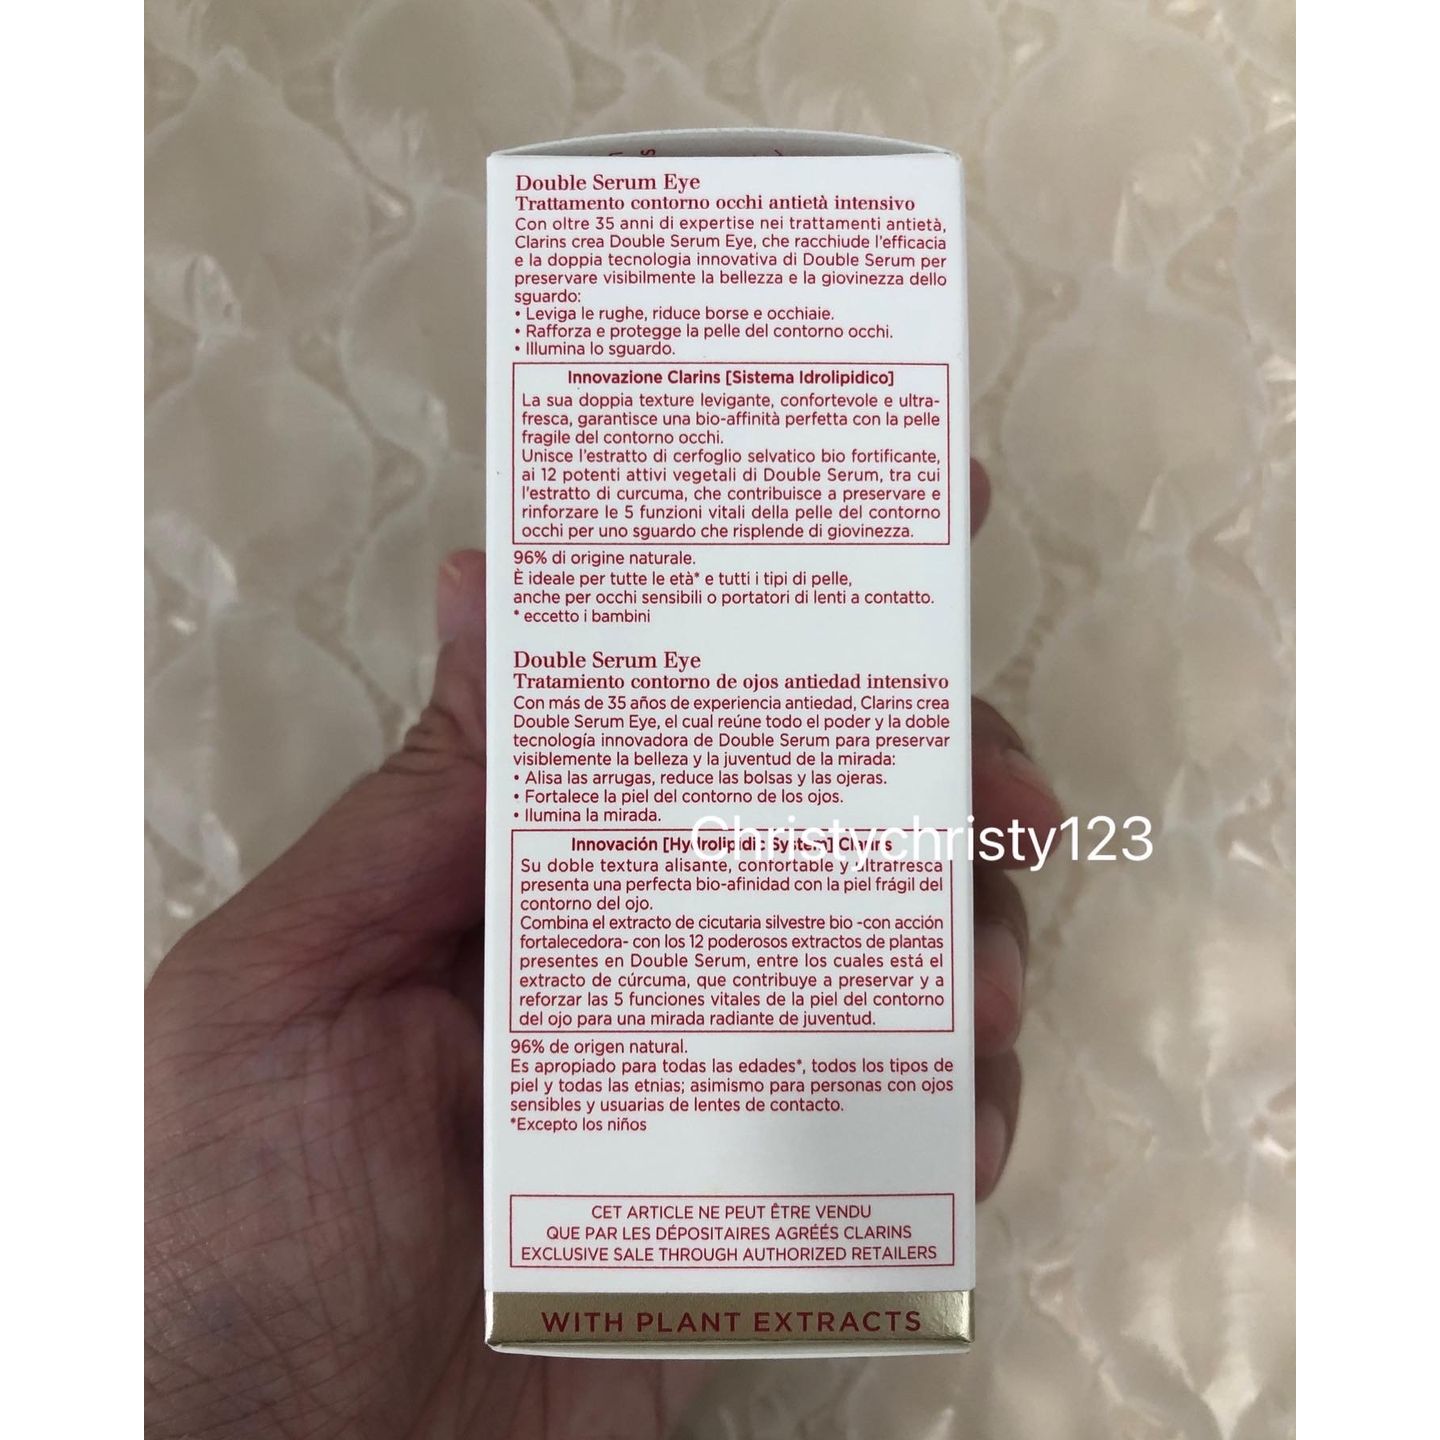 Double Serum Eye
Trattamento contorno occhi antietà intensivo
Con oltre 35 anni di expertise nei trattamenti antietà,
Clarins crea Double Serum Eye, che racchiude l'efficacia
e la doppia tecnologia innovativa di Double Serum per
preservare visibilmente la bellezza e la giovinezza dello
sguardo:
• Leviga le rughe, riduce borse e occhiaie.
• Rafforza e protegge la pelle del contorno occhi.
• Illumina lo sguardo.
Innovazione Clarins [Sistema Idrolipidico]
La sua doppia texture levigante, confortevole e ultra-
fresca, garantisce una bio-affinità perfetta con la pelle
fragile del contorno occhi.
Unisce l'estratto di cerfoglio selvatico bio fortificante,
ai 12 potenti attivi vegetali di Double Serum, tra cui
l'estratto di curcuma, che contribuisce a preservare e
rinforzare le 5 funzioni vitali della pelle del contorno
occhi per uno sguardo che risplende di giovinezza.
96% di origine naturale.
È ideale per tutte le età* e tutti i tipi di pelle,
anche per occhi sensibili o portatori di lenti a contatto.
* eccetto i bambini
Double Serum Eye
Tratamiento contorno de ojos antiedad intensivo
Con más de 35 años de experiencia antiedad, Clarins crea
Double Serum Eye, el cual reúne todo el poder y la doble
tecnología innovadora de Double Serum para preservar
visiblemente la belleza y la juventud de la mirada:
• Alisa las arrugas, reduce las bolsas y las ojeras.
• Fortalece la piel del contorno de los ojos.
• Ilumina la mirada.
Christychristy123
Innovación [Hydrolipidic System] Clarins
Su doble textura alisante, confortable y ultrafresca
presenta una perfecta bio-afinidad con la piel frágil del
contorno del ojo.
Combina el extracto de cicutaria silvestre bio -con acción
fortalecedora- con los 12 poderosos extractos de plantas
presentes en Double Serum, entre los cuales está el
extracto de cúrcuma, que contribuye a preservar y a
reforzar las 5 funciones vitales de la piel del contorno
del ojo para una mirada radiante de juventud.
96% de origen natural.
Es apropiado para todas las edades*, todos los tipos de
piel y todas las etnias; asimismo para personas con ojos
sensibles y usuarias de lentes de contacto.
*Excepto los niños
CET ARTICLE NE PEUT ÊTRE VENDU
QUE PAR LES DÉPOSITAIRES AGRÉÉS CLARINS
EXCLUSIVE SALE THROUGH AUTHORIZED RETAILERS
WITH PLANT EXTRACTS